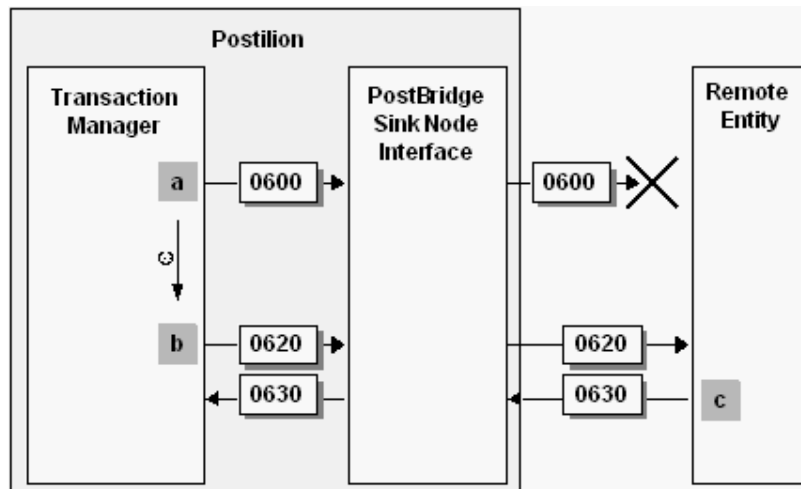 Postilion
Transaction
Manager
PostBridge
Sink Node
Interface
Remote
Entity
a
0600
0600
ω
b
0620
0620
0630
0630
c